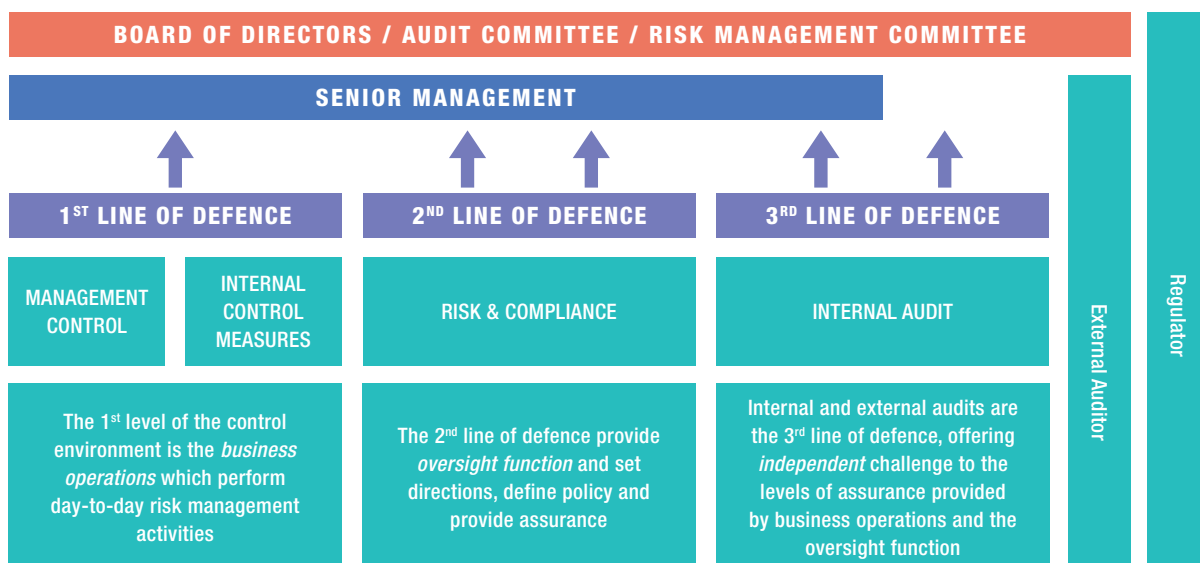 BOARD OF DIRECTORS / AUDIT COMMITTEE / RISK MANAGEMENT COMMITTEE
SENIOR MANAGEMENT
1ST LINE OF DEFENCE
MANAGEMENT
CONTROL
INTERNAL
CONTROL
MEASURES
The 1st level of the control
environment is the business
operations which perform
day-to-day risk management
activities
2ND LINE OF DEFENCE
RISK & COMPLIANCE
The 2nd line of defence provide
oversight function and set
directions, define policy and
provide assurance
3RD LINE OF DEFENCE
INTERNAL AUDIT
Internal and external audits are
the 3rd line of defence, offering
independent challenge to the
levels of assurance provided
by business operations and the
oversight function
External Auditor
Regulator